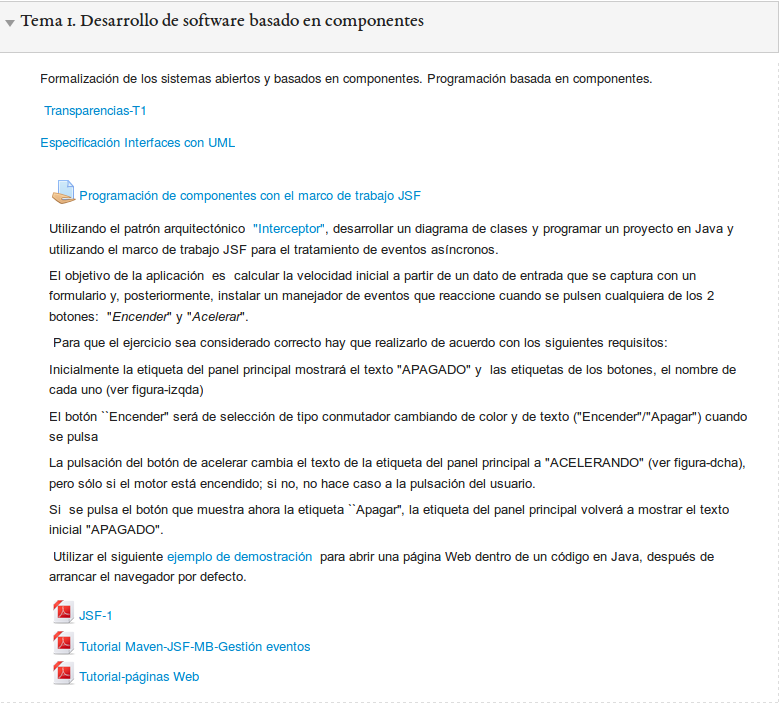 Tema 1. Desarrollo de software basado en componentes
Formalización de los sistemas abiertos y basados en componentes. Programación basada en componentes.
Transparencias-T1
Especificación Interfaces con UML
Programación de componentes con el marco de trabajo JSF
Utilizando el patrón arquitectónico "Interceptor", desarrollar un diagrama de clases y programar un proyecto en Java y
utilizando el marco de trabajo JSF para el tratamiento de eventos asíncronos.
El objetivo de la aplicación es calcular la velocidad inicial a partir de un dato de entrada que se captura con un
formulario y, posteriormente, instalar un manejador de eventos que reaccione cuando se pulsen cualquiera de los 2
botones: "Encender" y "Acelerar".
Para que el ejercicio sea considerado correcto hay que realizarlo de acuerdo con los siguientes requisitos:
Inicialmente la etiqueta del panel principal mostrará el texto "APAGADO" y las etiquetas de los botones, el nombre de
cada uno (ver figura-izqda)
El botón ``Encender" será de selección de tipo conmutador cambiando de color y de texto ("Encender"/"Apagar") cuando
se pulsa
La pulsación del botón de acelerar cambia el texto de la etiqueta del panel principal a "ACELERANDO" (ver figura-dcha),
pero sólo si el motor está encendido; si no, no hace caso a la pulsación del usuario.
Si se pulsa el botón que muestra ahora la etiqueta ``Apagar", la etiqueta del panel principal volverá a mostrar el texto
inicial "APAGADO".
Utilizar el siguiente ejemplo de demostración para abrir una página Web dentro de un código en Java, después de
arrancar el navegador por defecto.
JSF-1
Tutorial Maven-JSF-MB-Gestión eventos
Tutorial-páginas Web